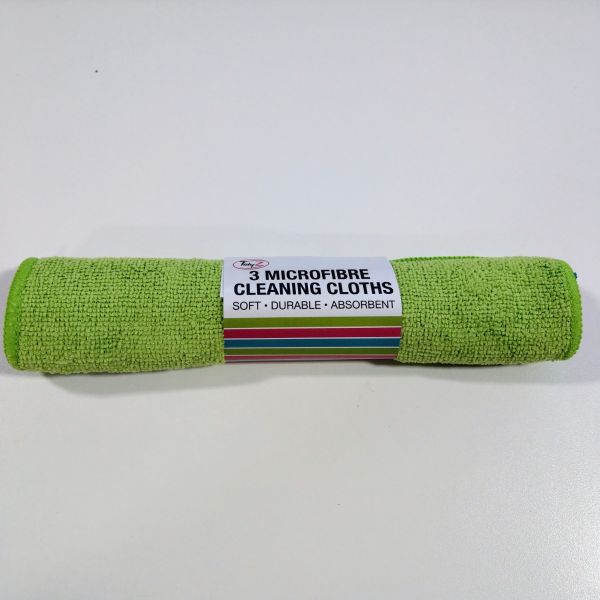 3 MICROFIBRE
CLEANING CLOTHS
SOFT • DURABLE • ABSORBENT